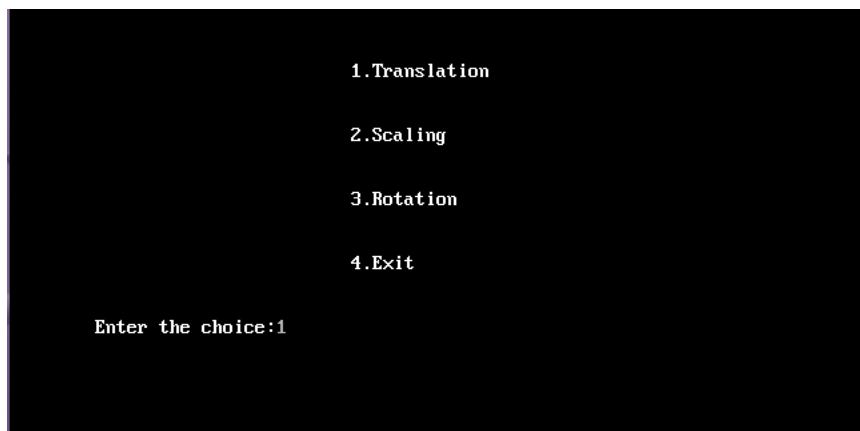 1.Translation
2.Scaling
3.Rotation
4.Exit
Enter the choice:1